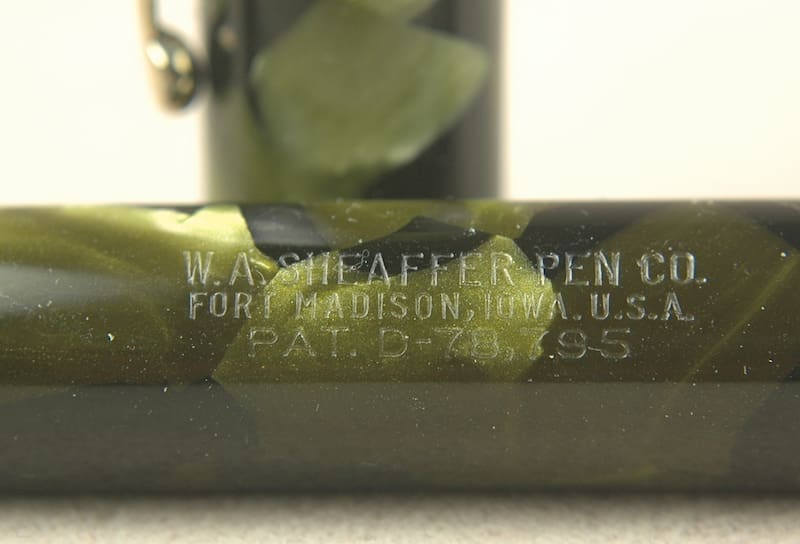 W.A. SHEAFFER PEN CO.
FORT MADISON, IOWA. U.S.A.
PAT. D-78,795